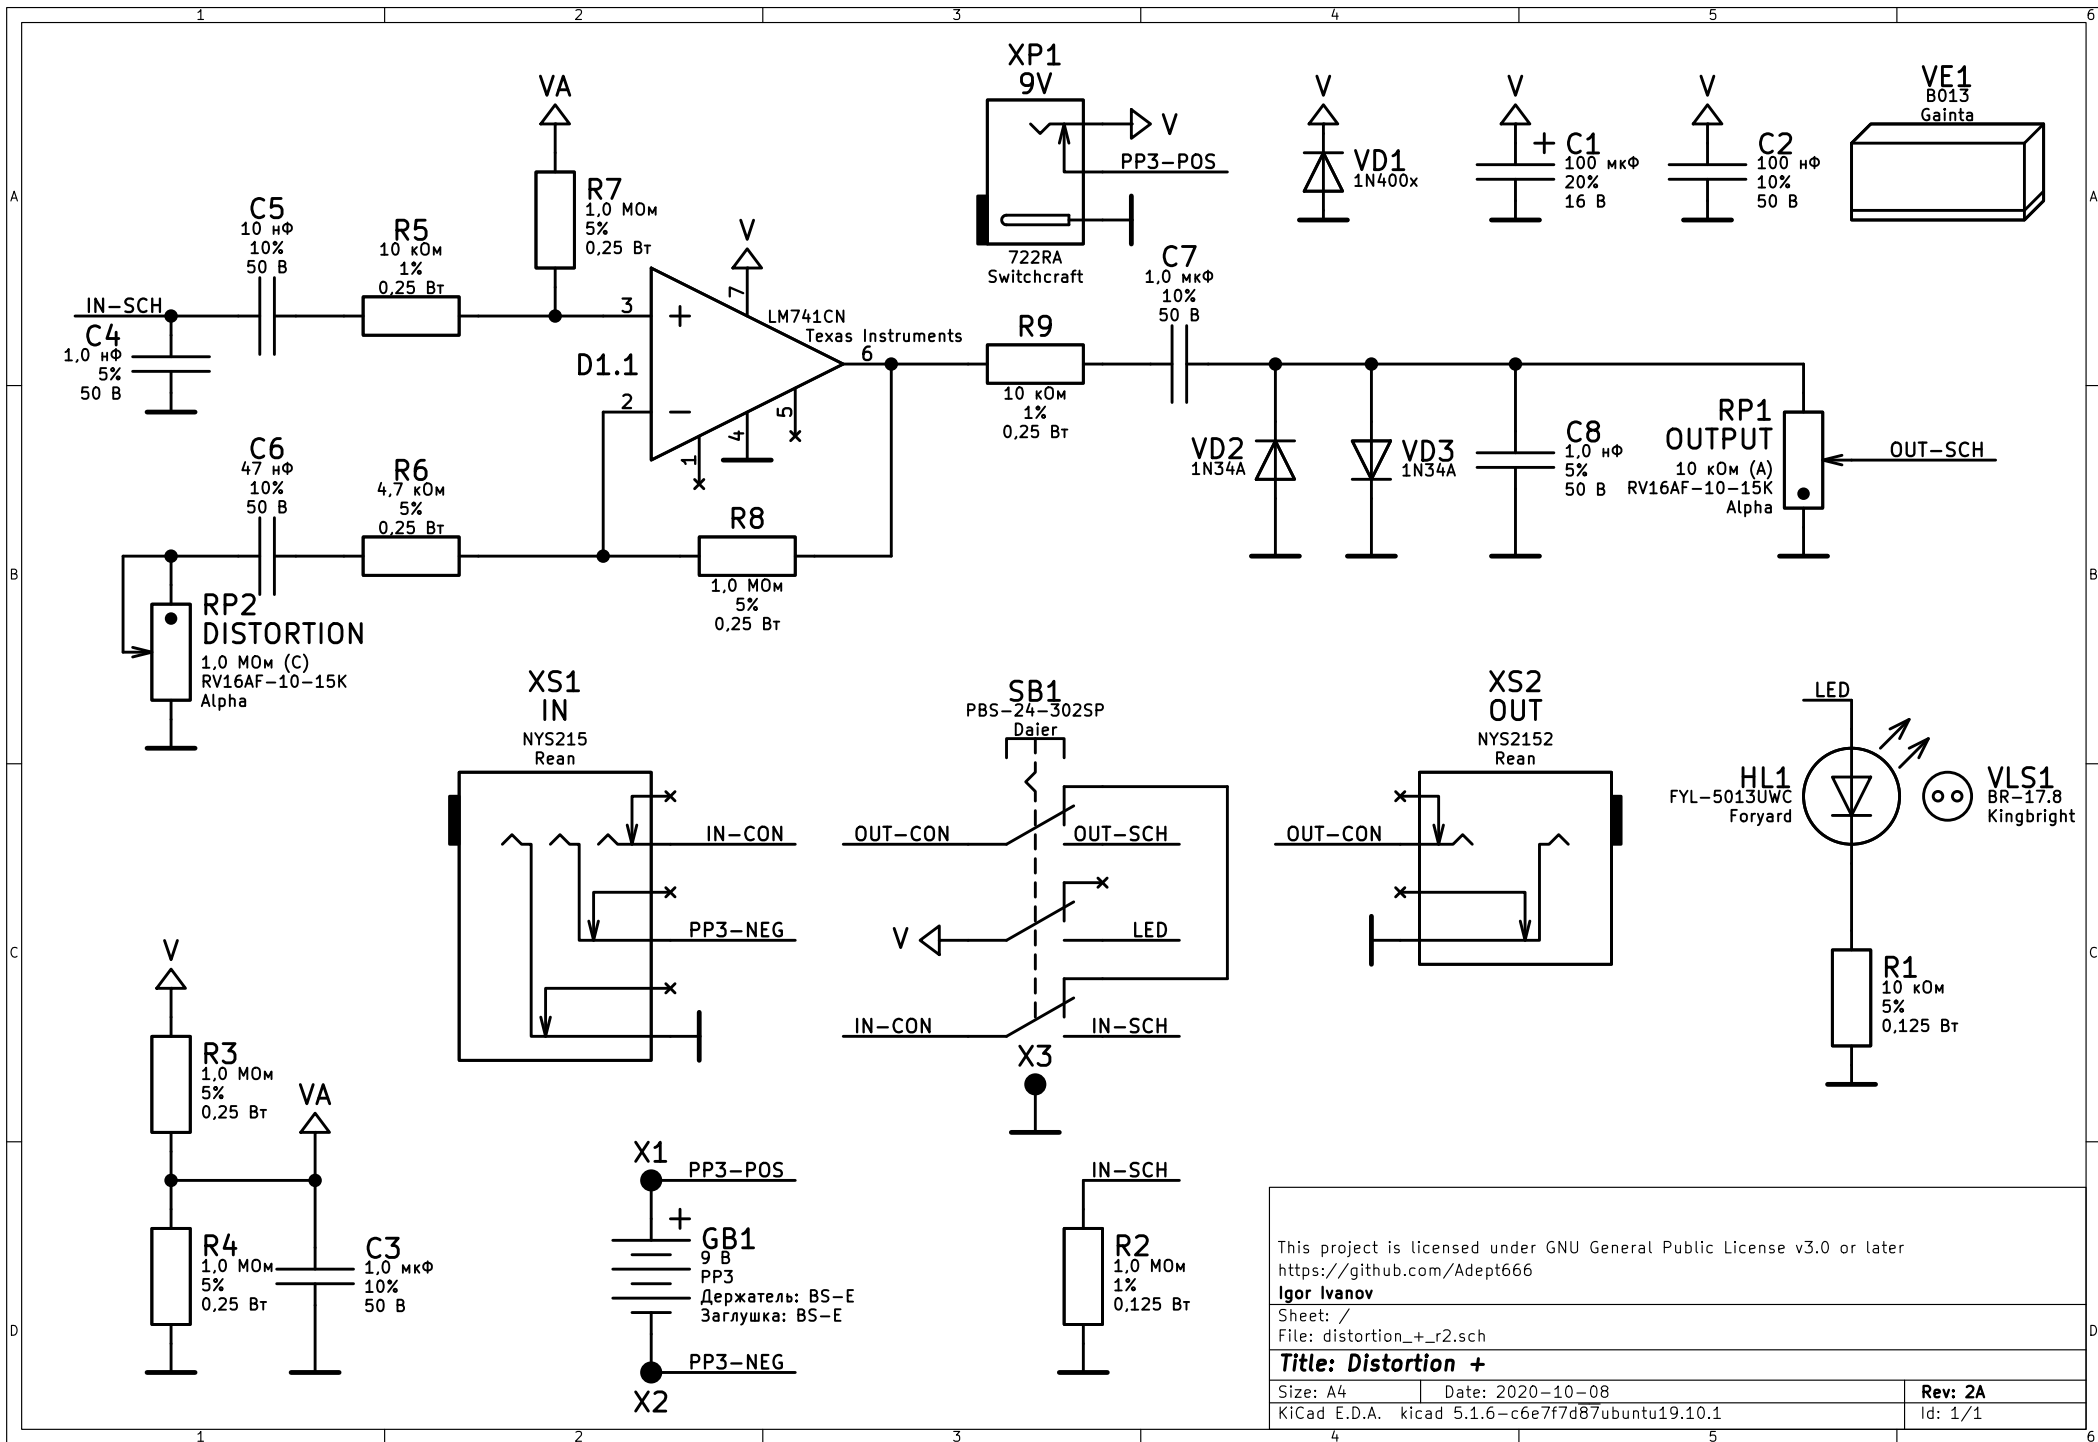 1 2 3 4 5 6
A
B
C
D
A
B
C
D
1 2 3 4 5 6
VA
R7
1,0 МОм
5%
0,25 Вт
C5
10 нФ
10%
50 В
R5
10 кОм
1%
0,25 Вт
IN-SCH
C4
1,0 нФ
5%
50 В
V
7
3
+
LM741CN
Texas Instruments
6
D1.1
2
−
5
4
1
C6
47 нФ
10%
50 В
R6
4,7 кОм
5%
0,25 Вт
R8
1,0 МОм
5%
0,25 Вт
RP2
DISTORTION
1,0 МОм (C)
RV16AF-10-15K
Alpha
XP1
9V
V
PP3-POS
722RA
Switchcraft
V
VD1
1N400x
V
+
C1
100 мкФ
20%
16 В
V
C2
100 нФ
10%
50 В
VE1
B013
Gainta
R9
10 кОм
1%
0,25 Вт
C7
1,0 мкФ
10%
50 В
VD2
1N34A
VD3
1N34A
C8
1,0 нФ
5%
50 В
RP1
OUTPUT
10 кОм (A)
RV16AF-10-15K
Alpha
OUT-SCH
XS1
IN
NYS215
Rean
IN-CON
PP3-NEG
SB1
PBS-24-302SP
Daier
OUT-CON
OUT-SCH
V
LED
IN-CON
IN-SCH
X3
XS2
OUT
NYS2152
Rean
OUT-CON
LED
HL1
FYL-5013UWC
Foryard
VLS1
BR-17.8
Kingbright
R1
10 кОм
5%
0,125 Вт
V
R3
1,0 МОм
5%
0,25 Вт
VA
R4
1,0 МОм
5%
0,25 Вт
C3
1,0 мкФ
10%
50 В
X1
PP3-POS
+
GB1
9 В
PP3
Держатель: BS-E
Заглушка: BS-E
PP3-NEG
X2
IN-SCH
R2
1,0 МОм
1%
0,125 Вт
This project is licensed under GNU General Public License v3.0 or later
https://github.com/Adept666
Igor Ivanov
Sheet: /
File: distortion_+_r2.sch
Title: Distortion +
Size: A4 Date: 2020-10-08 Rev: 2A
KiCad E.D.A. kicad 5.1.6-c6e7f7d87ubuntu19.10.1 Id: 1/1